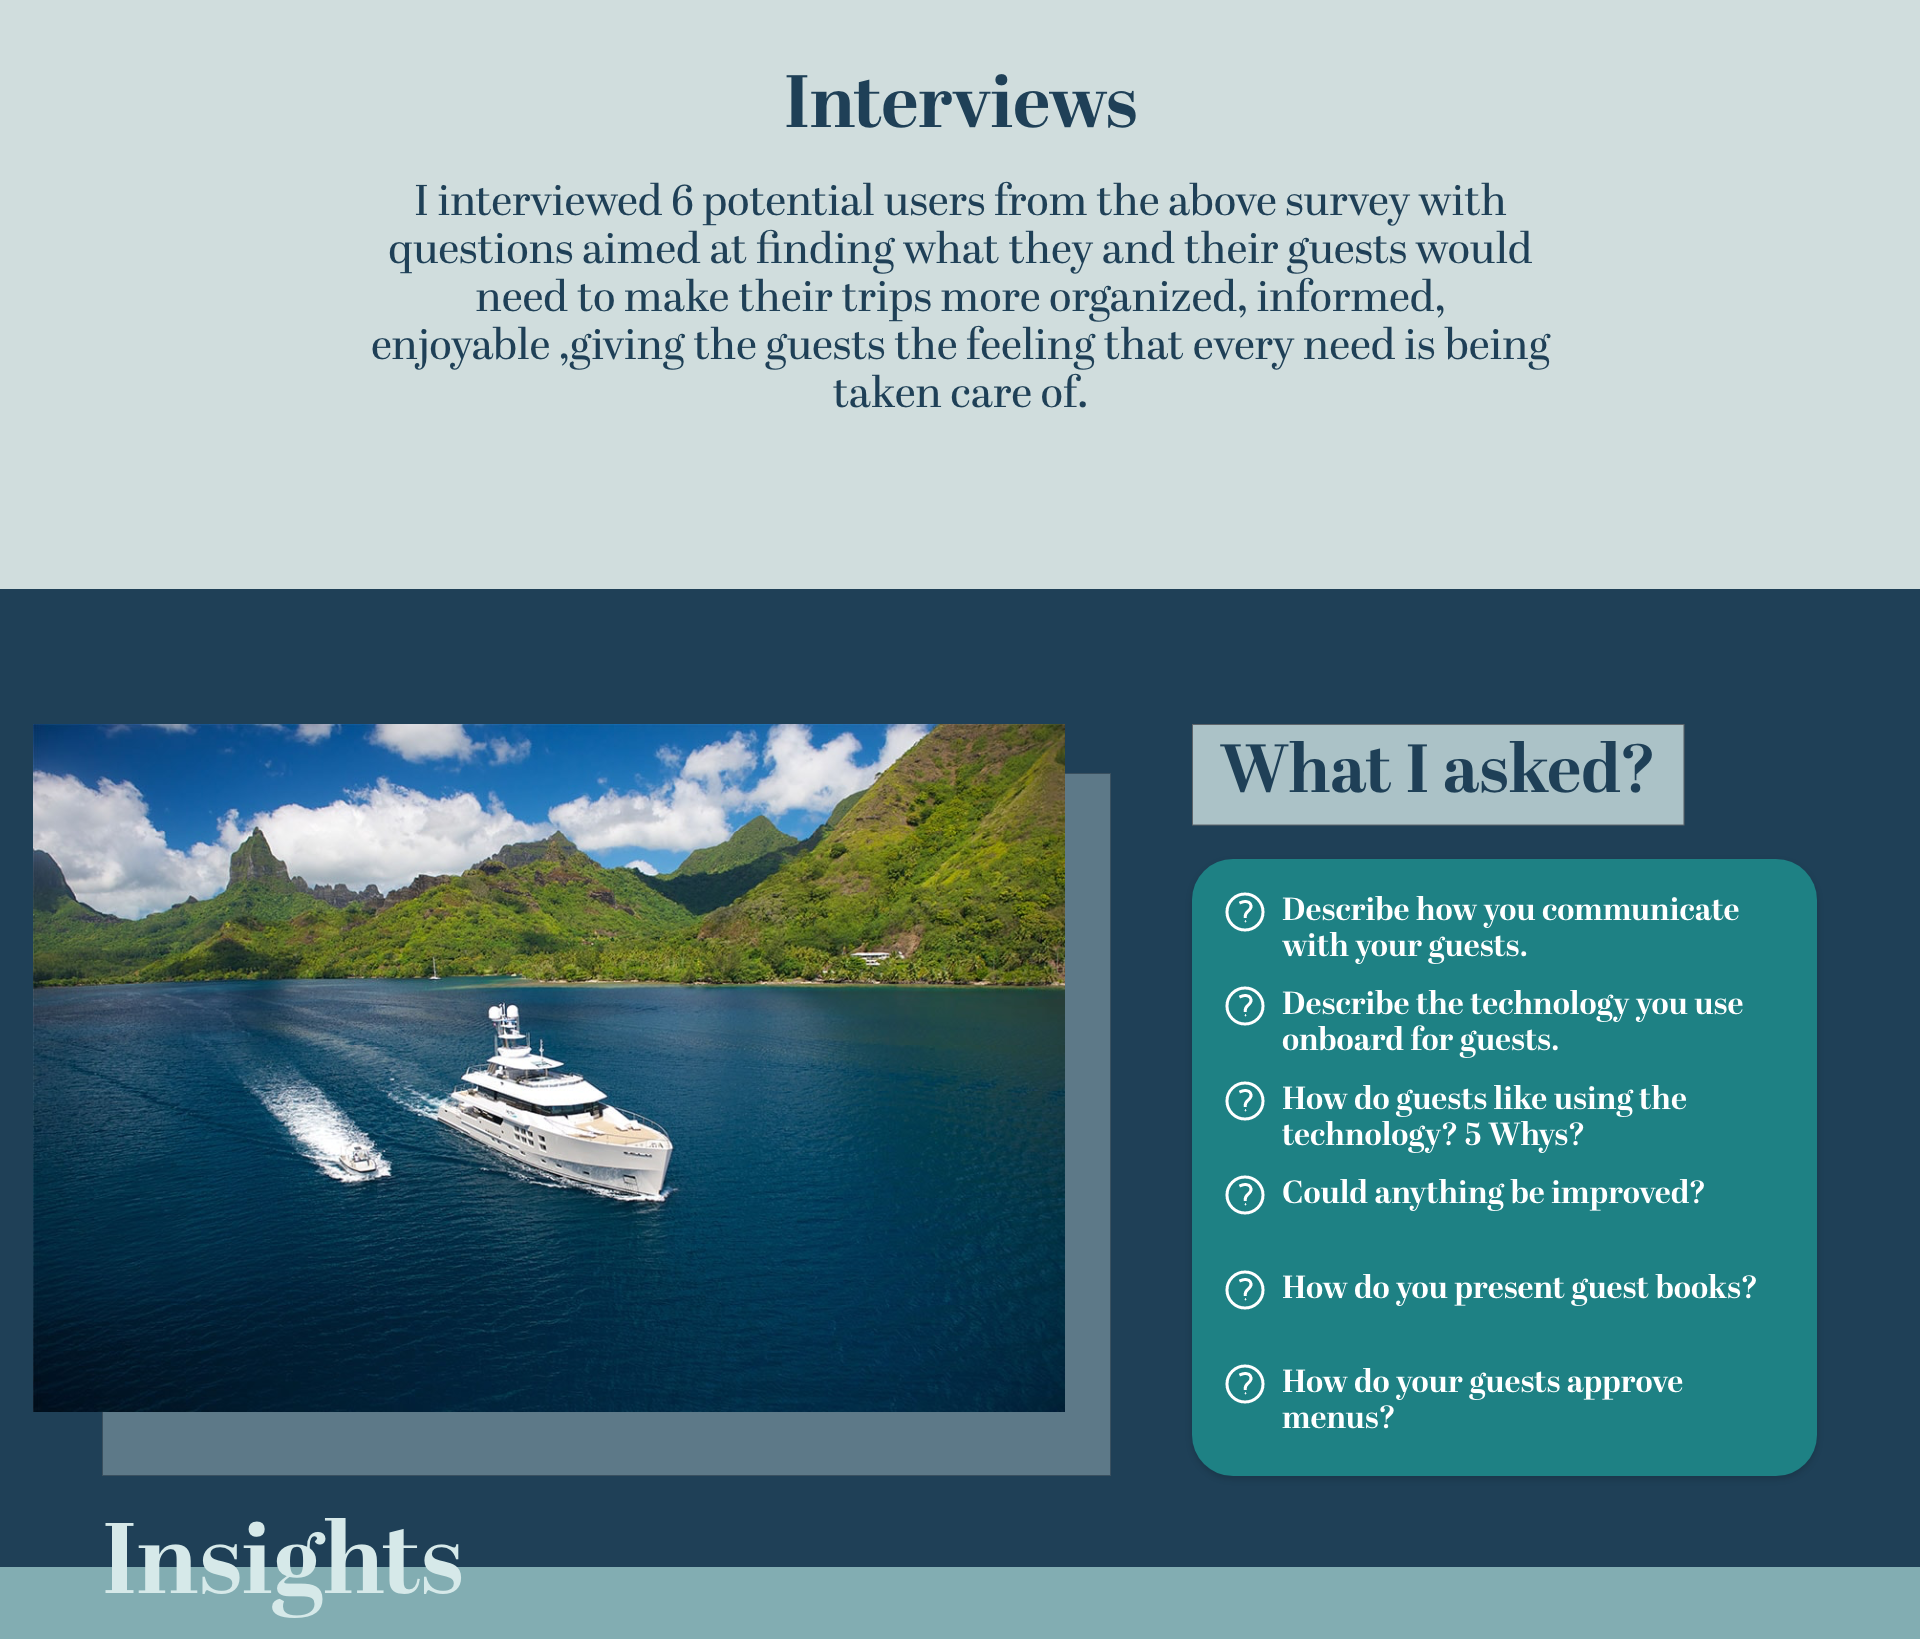 Interviews
I interviewed 6 potential users from the above survey with
questions aimed at finding what they and their guests would
need to make their trips more organized, informed,
enjoyable ,giving the guests the feeling that every need is being
taken care of.
What I asked?
Describe how you communicate
with your guests.
Describe the technology you use
onboard for guests.
How do guests like using the
technology? 5 Whys?
Could anything be improved?
How do you present guest books?
How do your guests approve
menus?
Insights